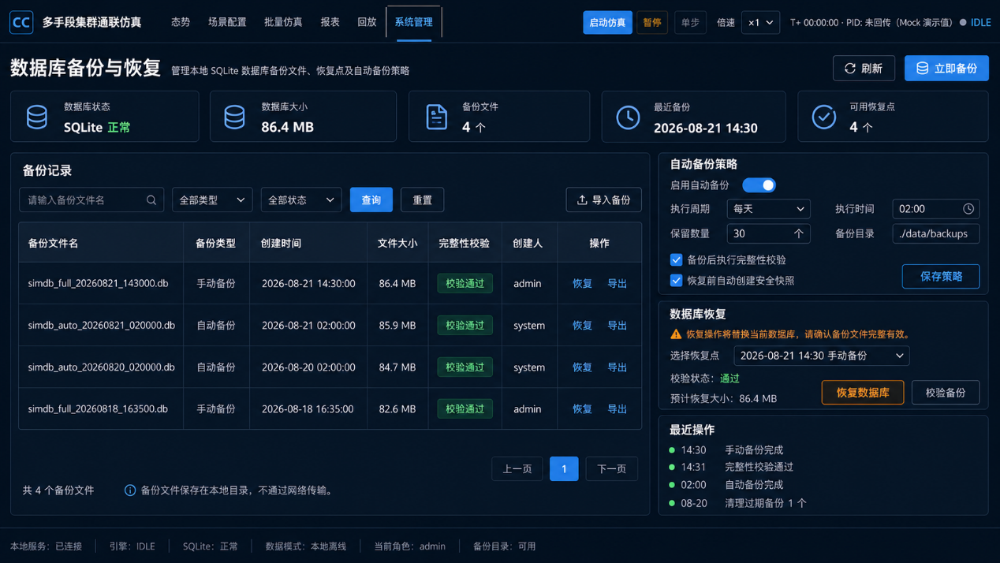 CC 多手段集群通联仿真 态势 场景配置 批量仿真 报表 回放 系统管理 启动仿真 暂停 单步 倍速 ×1 T+ 00:00:00 · PID: 未回传 (Mock 演示值) IDLE
数据库备份与恢复 管理本地 SQLite 数据库备份文件、恢复点及自动备份策略 刷新 立即备份
数据库状态
SQLite 正常
数据库大小
86.4 MB
备份文件
4 个
最近备份
2026-08-21 14:30
可用恢复点
4 个
备份记录
请输入备份文件名 全部类型 全部状态 查询 重置 导入备份
备份文件名 备份类型 创建时间 文件大小 完整性校验 创建人 操作
simdb_full_20260821_143000.db 手动备份 2026-08-21 14:30:00 86.4 MB 校验通过 admin 恢复 导出
simdb_auto_20260821_020000.db 自动备份 2026-08-21 02:00:00 85.9 MB 校验通过 system 恢复 导出
simdb_auto_20260820_020000.db 自动备份 2026-08-20 02:00:00 84.7 MB 校验通过 system 恢复 导出
simdb_full_20260818_163500.db 手动备份 2026-08-18 16:35:00 82.6 MB 校验通过 admin 恢复 导出
上一页 1 下一页
共 4 个备份文件 备份文件保存在本地目录，不通过网络传输。
自动备份策略
启用自动备份
执行周期 每天 执行时间 02:00
保留数量 30 备份目录 ./data/backups
备份后执行完整性校验
恢复前自动创建安全快照 保存策略
数据库恢复
恢复操作将替换当前数据库，请确认备份文件完整有效。
选择恢复点 2026-08-21 14:30 手动备份
校验状态：通过
预计恢复大小：86.4 MB 恢复数据库 校验备份
最近操作
14:30 手动备份完成
14:31 完整性校验通过
02:00 自动备份完成
08-20 清理过期备份 1 个
本地服务：已连接 引擎：IDLE SQLite：正常 数据模式：本地离线 当前角色：admin 备份目录：可用